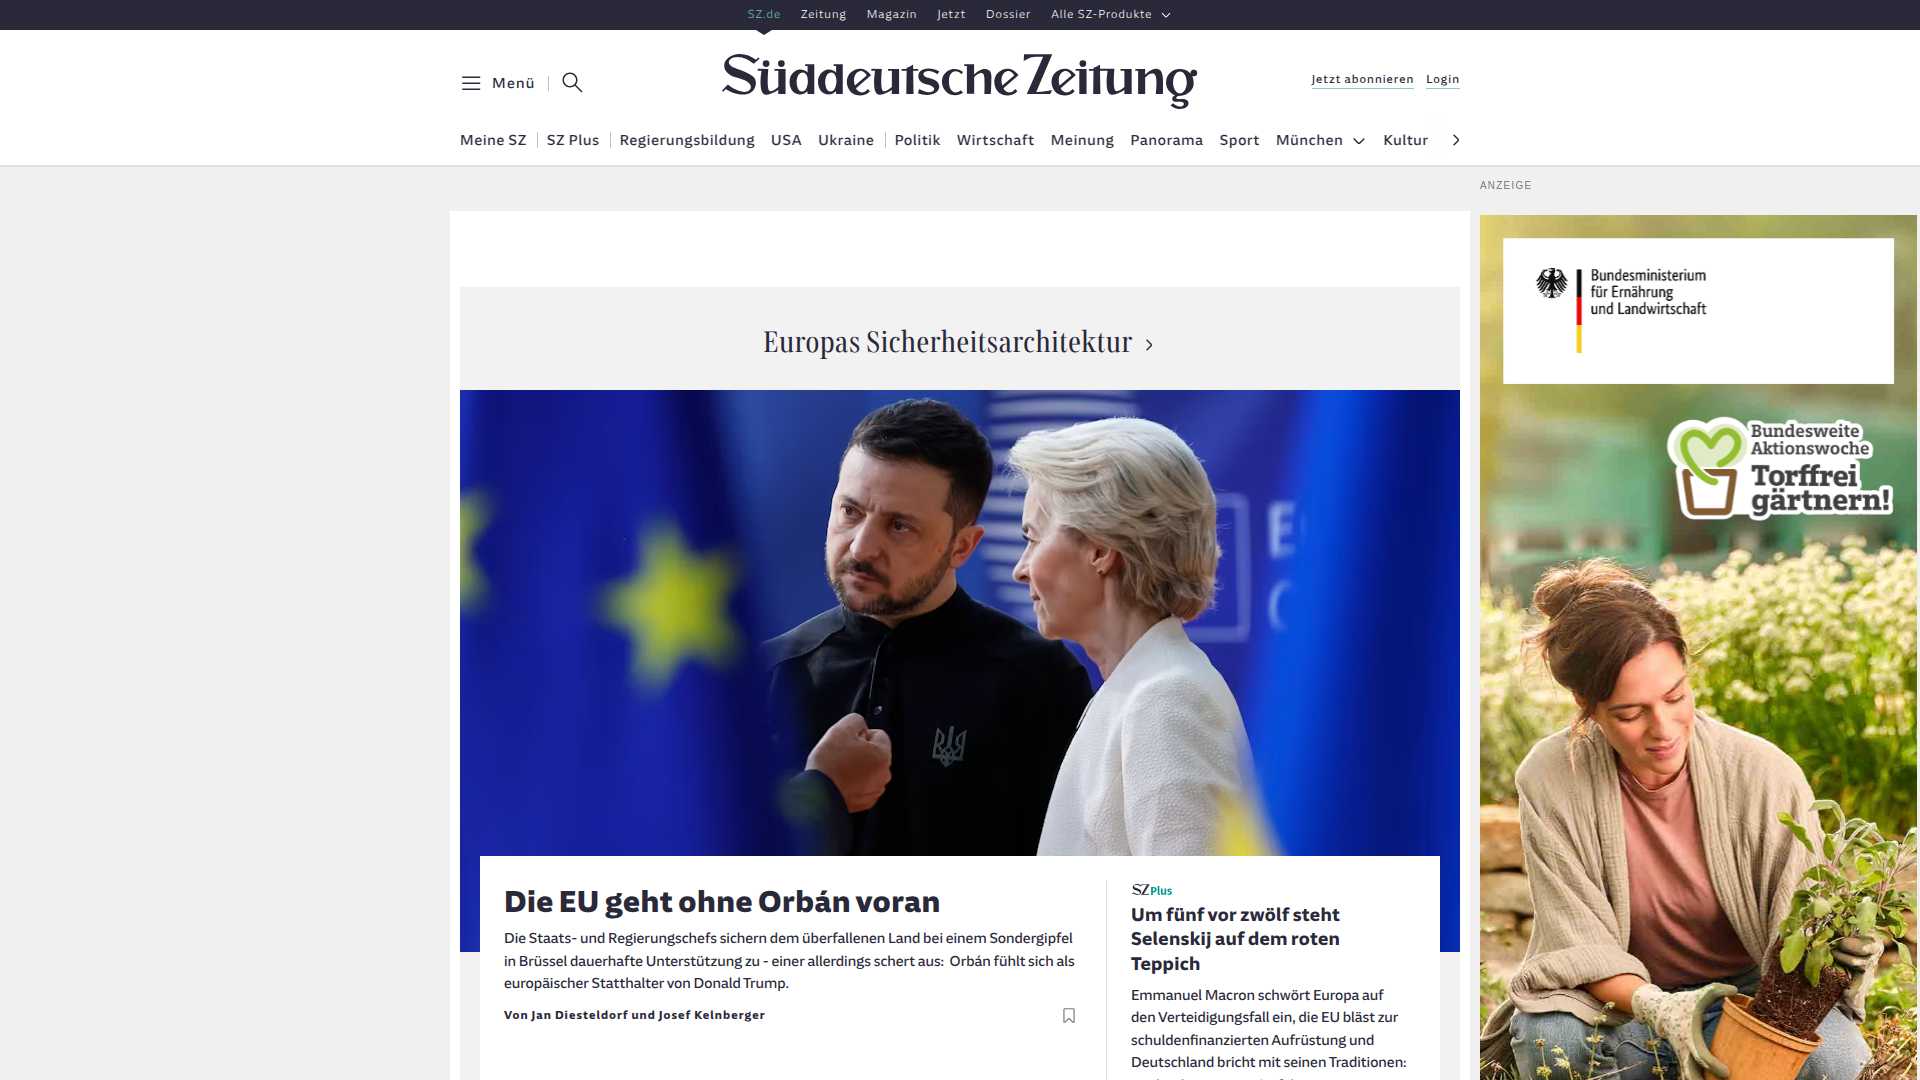 SZ.de Zeitung Magazin Jetzt Dossier Alle SZ-Produkte
Menü
Süddeutsche Zeitung
Jetzt abonnieren Login
Meine SZ SZ Plus Regierungsbildung USA Ukraine Politik Wirtschaft Meinung Panorama Sport München Kultur
ANZEIGE
Europas Sicherheitsarchitektur
Die EU geht ohne Orbán voran
Die Staats- und Regierungschefs sichern dem überfallenen Land bei einem Sondergipfel
in Brüssel dauerhafte Unterstützung zu - einer allerdings schert aus: Orbán fühlt sich als
europäischer Statthalter von Donald Trump.
Von Jan Diesteldorf und Josef Kelnberger
SZ Plus
Um fünf vor zwölf steht
Selenskij auf dem roten
Teppich
Emmanuel Macron schwört Europa auf
den Verteidigungsfall ein, die EU bläst zur
schuldenfinanzierten Aufrüstung und
Deutschland bricht mit seinen Traditionen:
Bundesministerium
für Ernährung
und Landwirtschaft
Bundesweite
Aktionswoche
Torffrei
gärtnern!